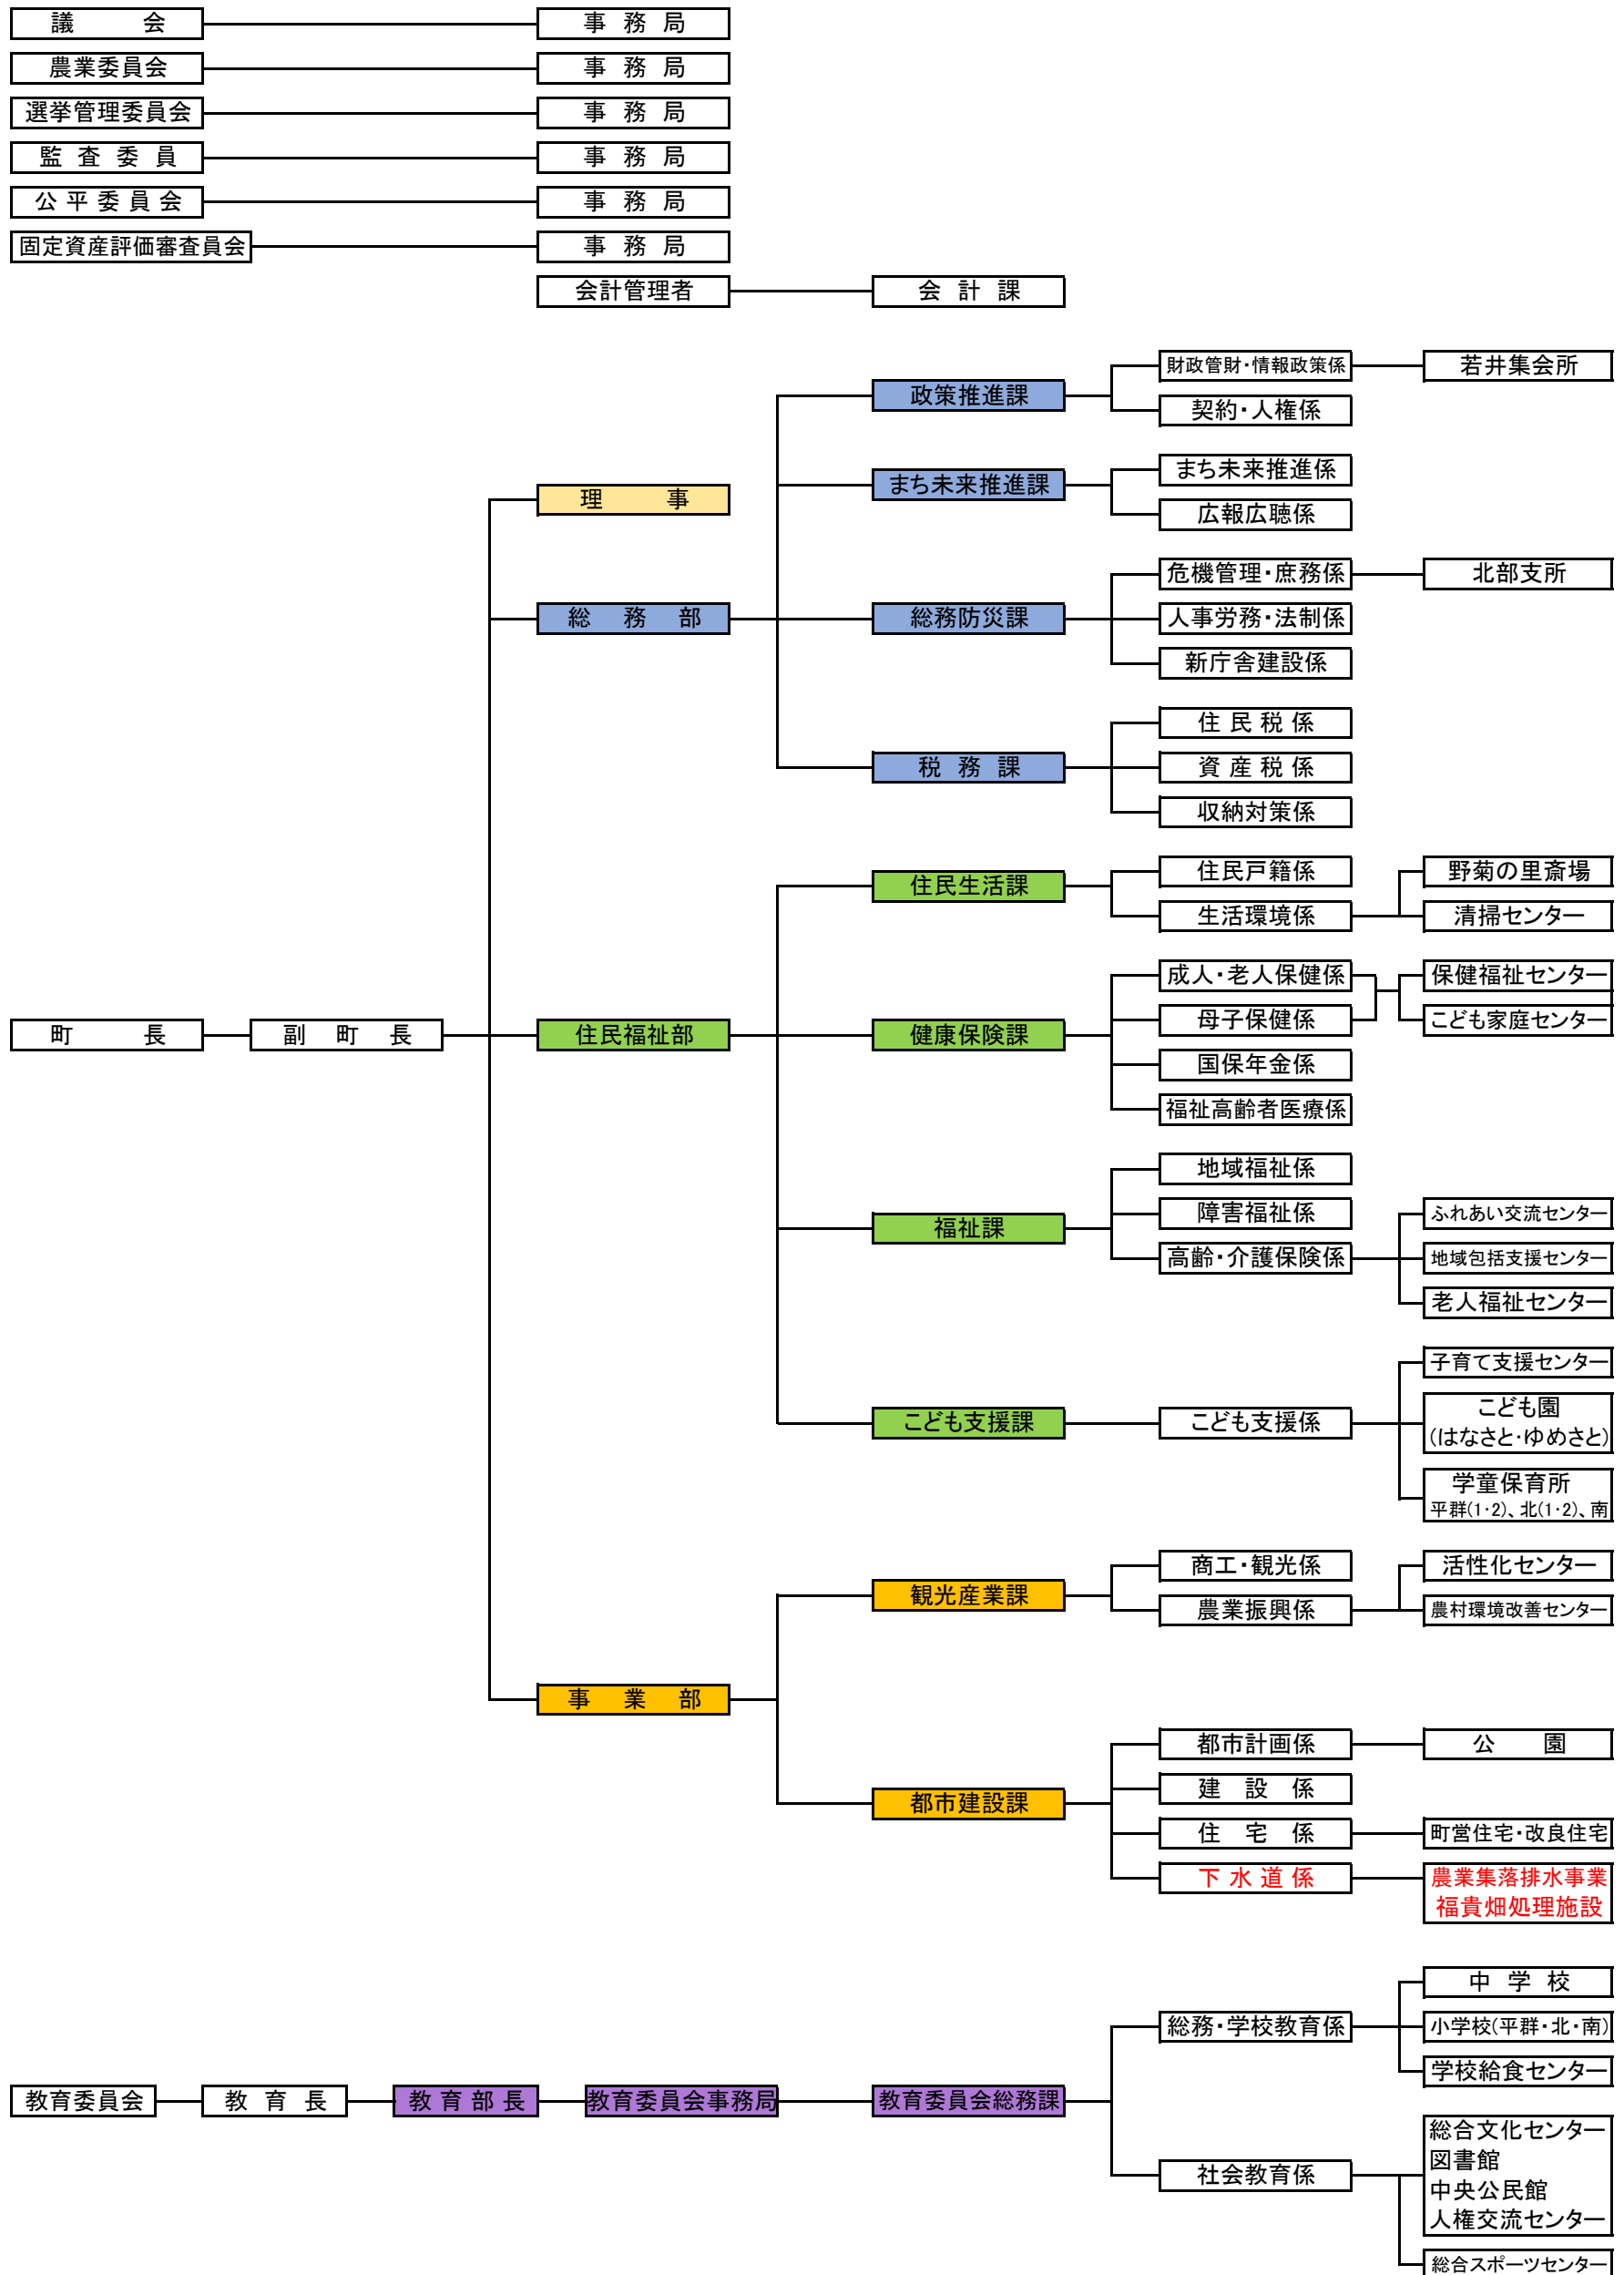 議会
事務局
農業委員会
事務局
選挙管理委員会
事務局
監査委員
事務局
公平委員会
事務局
固定資産評価審査員会
事務局
会計管理者
会計課
財政管財・情報政策係
若井集会所
政策推進課
契約・人権係
まち未来推進係
まち未来推進課
理事
広報広聴係
危機管理・庶務係
北部支所
総務部
総務防災課
人事労務・法制係
新庁舎建設係
住民税係
税務課
資産税係
収納対策係
住民戸籍係
野菊の里斎場
住民生活課
生活環境係
清掃センター
成人・老人保健係
保健福祉センター
母子保健係
こども家庭センター
町長
副町長
住民福祉部
健康保険課
国保年金係
福祉高齢者医療係
地域福祉係
障害福祉係
ふれあい交流センター
福祉課
高齢・介護保険係
地域包括支援センター
老人福祉センター
子育て支援センター
こども園
(はなさと・ゆめさと)
こども支援課
こども支援係
学童保育所
平群(1・2)、北(1・2)、南
商工・観光係
活性化センター
観光産業課
農業振興係
農村環境改善センター
事業部
都市計画係
公園
建設係
都市建設課
住宅係
町営住宅・改良住宅
下水道係
農業集落排水事業
福貴畑処理施設
中学校
総務・学校教育係
小学校(平群・北・南)
学校給食センター
教育委員会
教育長
教育部長
教育委員会事務局
教育委員会総務課
総合文化センター
図書館
社会教育係
中央公民館
人権交流センター
総合スポーツセンター